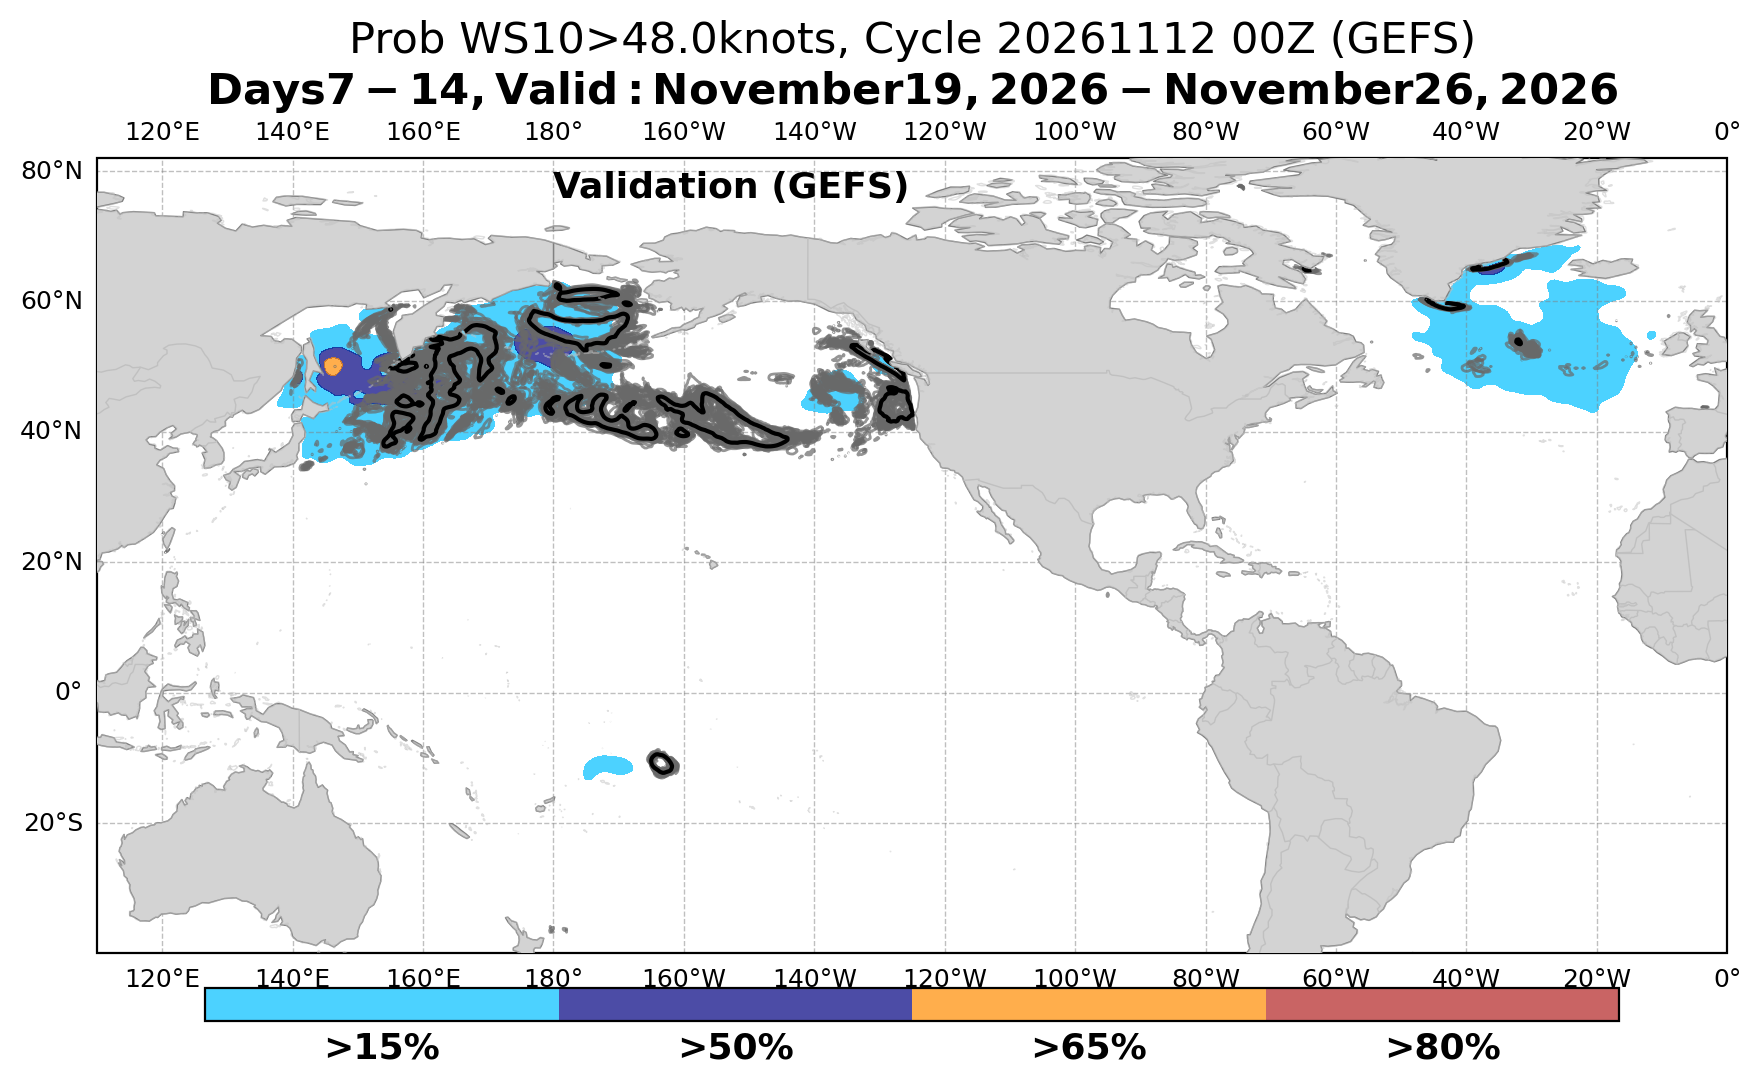 Prob WS10>48.0knots, Cycle 20261112 00Z (GEFS)
Days7 − 14, Valid : November19, 2026 − November26, 2026
120°E 140°E 160°E 180° 160°W 140°W 120°W 100°W 80°W 60°W 40°W 20°W 0°
80°N
Validation (GEFS)
60°N
40°N
20°N
0°
20°S
120°E 140°E 160°E 180° 160°W 140°W 120°W 100°W 80°W 60°W 40°W 20°W 0°
>15% >50% >65% >80%